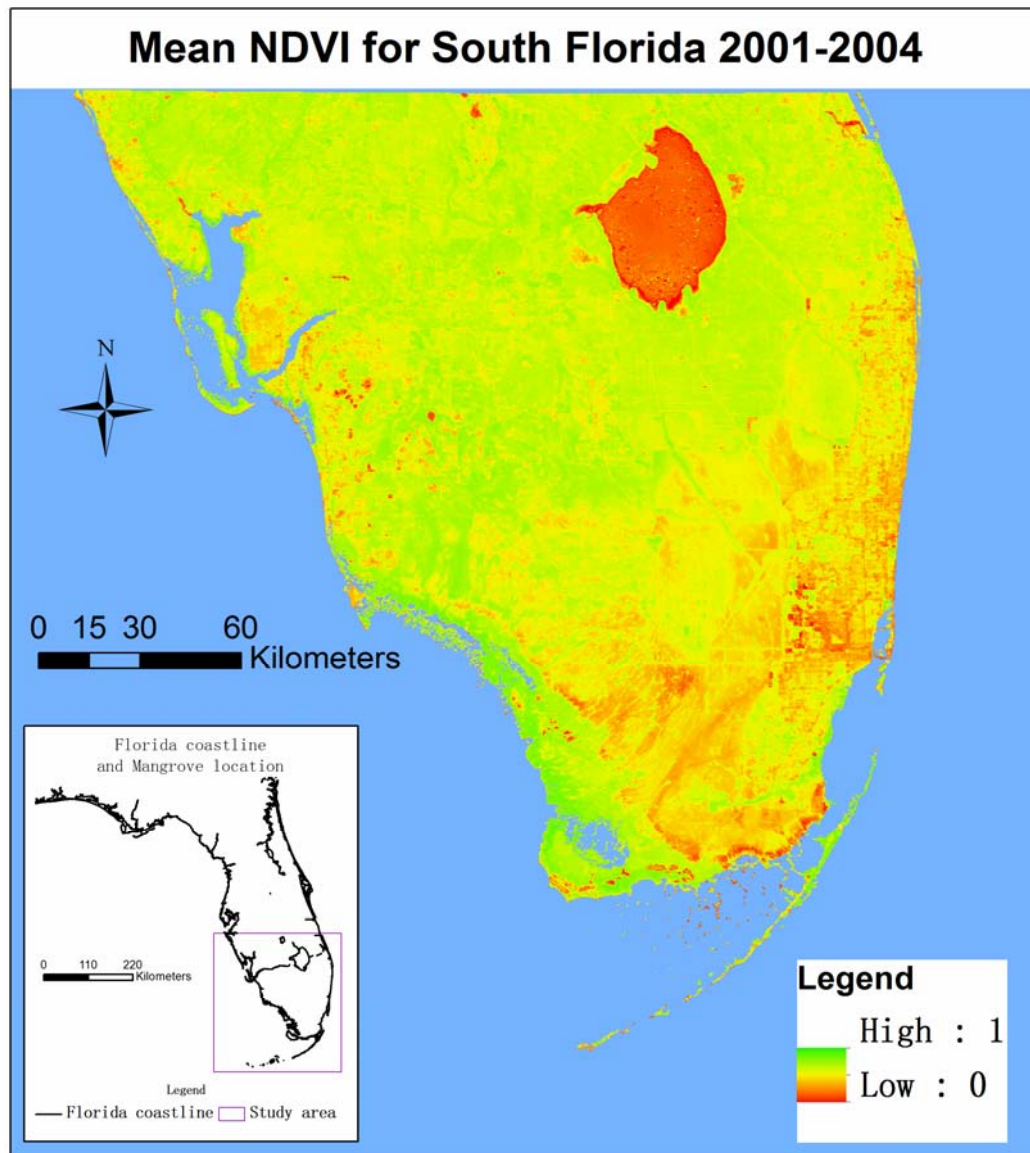 Mean NDVI for South Florida 2001-2004
N
0 15 30 60
Kilometers
Florida coastline
and Mangrove location
0 110 220
Kilometers
Legend
Florida coastline Study area
Legend
High : 1
Low : 0